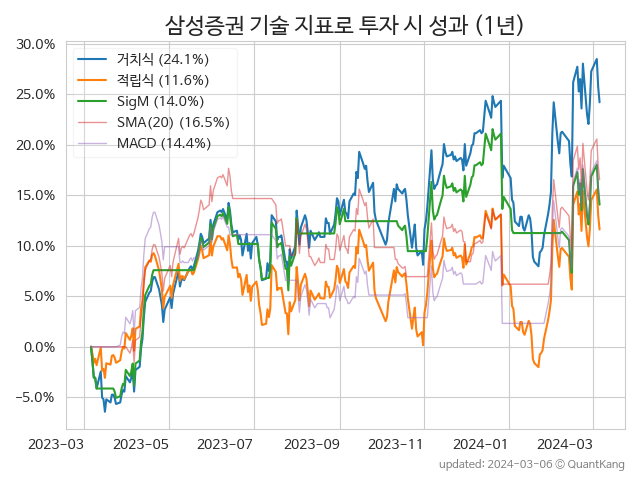 삼성증권 기술 지표로 투자 시 성과 (1년)
30.0%
25.0%
20.0%
15.0%
10.0%
5.0%
0.0%
−5.0%
거치식 (24.1%)
적립식 (11.6%)
SigM (14.0%)
SMA(20) (16.5%)
MACD (14.4%)
2023−03 2023−05 2023−07 2023−09 2023−11 2024−01 2024−03
updated: 2024-03-06 © QuantKang